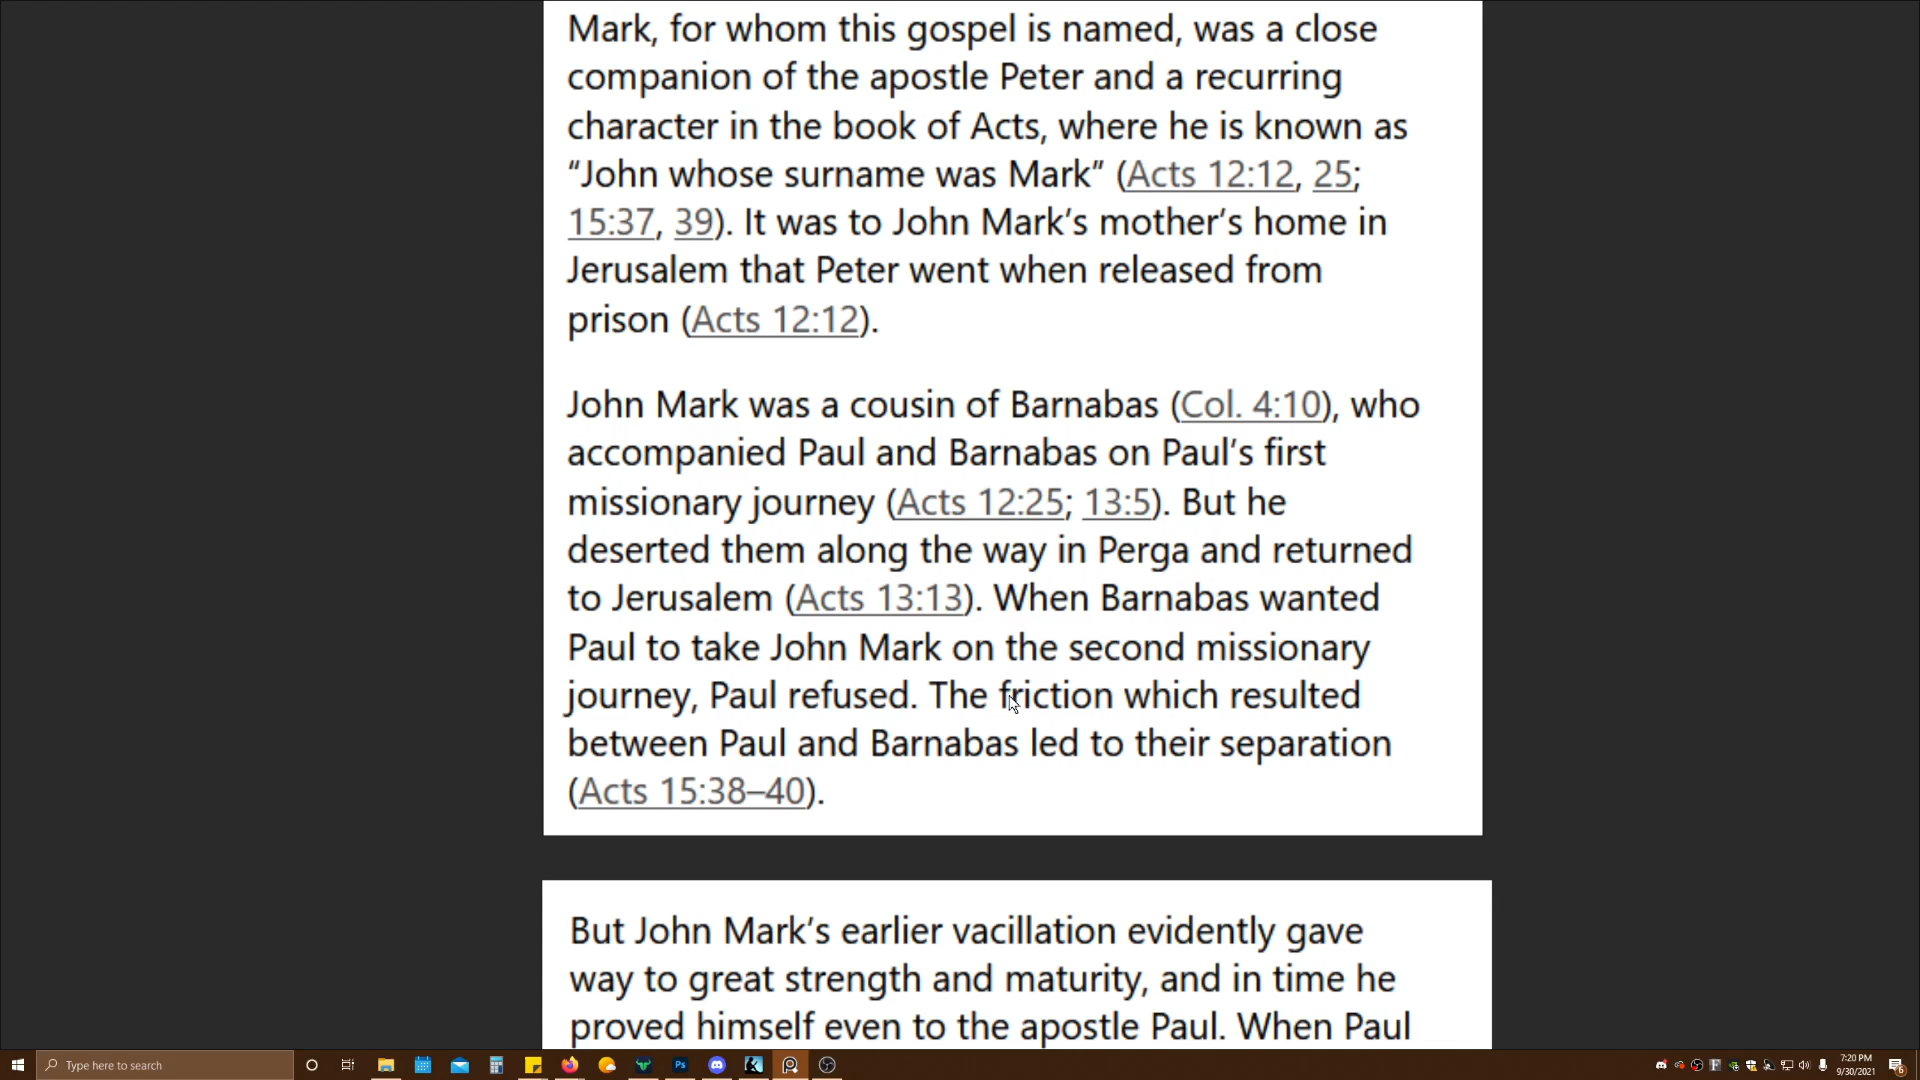 Mark, for whom this gospel is named, was a close
companion of the apostle Peter and a recurring
character in the book of Acts, where he is known as
“John whose surname was Mark” (Acts 12:12, 25;
15:37, 39). It was to John Mark’s mother’s home in
Jerusalem that Peter went when released from
prison (Acts 12:12).
John Mark was a cousin of Barnabas (Col. 4:10), who
accompanied Paul and Barnabas on Paul’s first
missionary journey (Acts 12:25; 13:5). But he
deserted them along the way in Perga and returned
to Jerusalem (Acts 13:13). When Barnabas wanted
Paul to take John Mark on the second missionary
journey, Paul refused. The friction which resulted
between Paul and Barnabas led to their separation
(Acts 15:38–40).
But John Mark’s earlier vacillation evidently gave
way to great strength and maturity, and in time he
proved himself even to the apostle Paul. When Paul
Type here to search
Ps
7:20 PM
9/30/2021
6